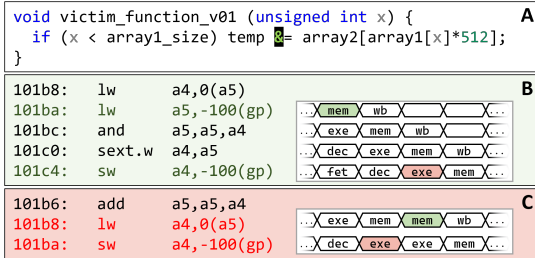 void victim_function_v01 (unsigned int x) { A
if (x < array1_size) temp &= array2[array1[x]*512];
}
B
101b8: lw a4,0(a5)
101ba: lw a5,-100(gp) ... mem wb ...
101bc: and a5,a5,a4 ... exe mem wb ...
101c0: sext.w a4,a5 ... dec exe mem wb ...
101c4: sw a4,-100(gp) ... fet dec exe mem ...
C
101b6: add a5,a5,a4
101b8: lw a4,0(a5) ... exe mem mem wb ...
101ba: sw a4,-100(gp) ... dec exe exe mem ...